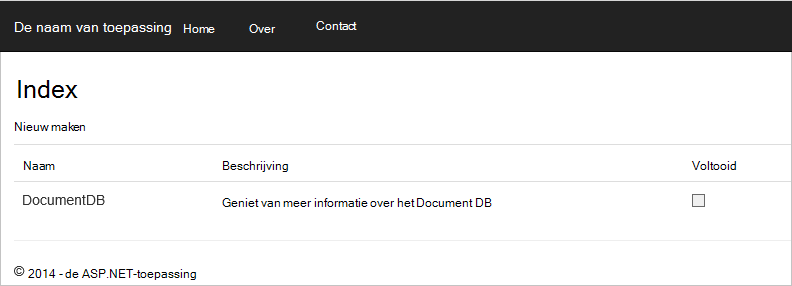 De naam van toepassing Home Over Contact
Index
Nieuw maken
Naam Beschrijving Voltooid
DocumentDB Geniet van meer informatie over het Document DB
© 2014 - de ASP.NET-toepassing